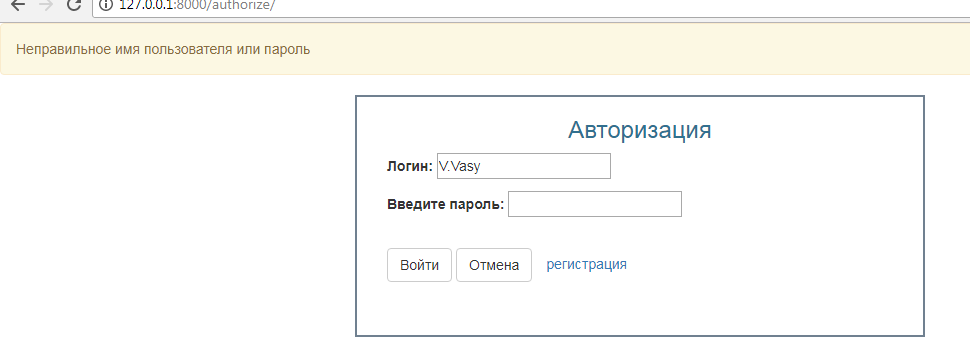 127.0.0.1:8000/authorize/
Неправильное имя пользователя или пароль
Авторизация
Логин: V.Vasy
Введите пароль:
Войти Отмена регистрация